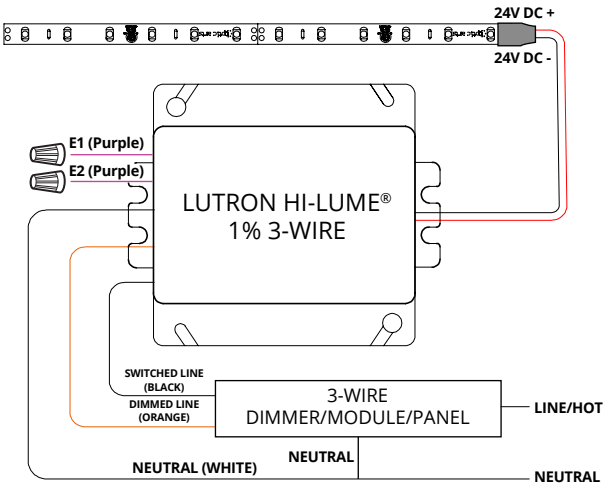 24V DC +
24V DC -
E1 (Purple)
E2 (Purple)
LUTRON HI-LUME®
1% 3-WIRE
SWITCHED LINE
(BLACK)
3-WIRE
DIMMER/MODULE/PANEL
LINE/HOT
DIMMED LINE
(ORANGE)
NEUTRAL
NEUTRAL (WHITE)
NEUTRAL